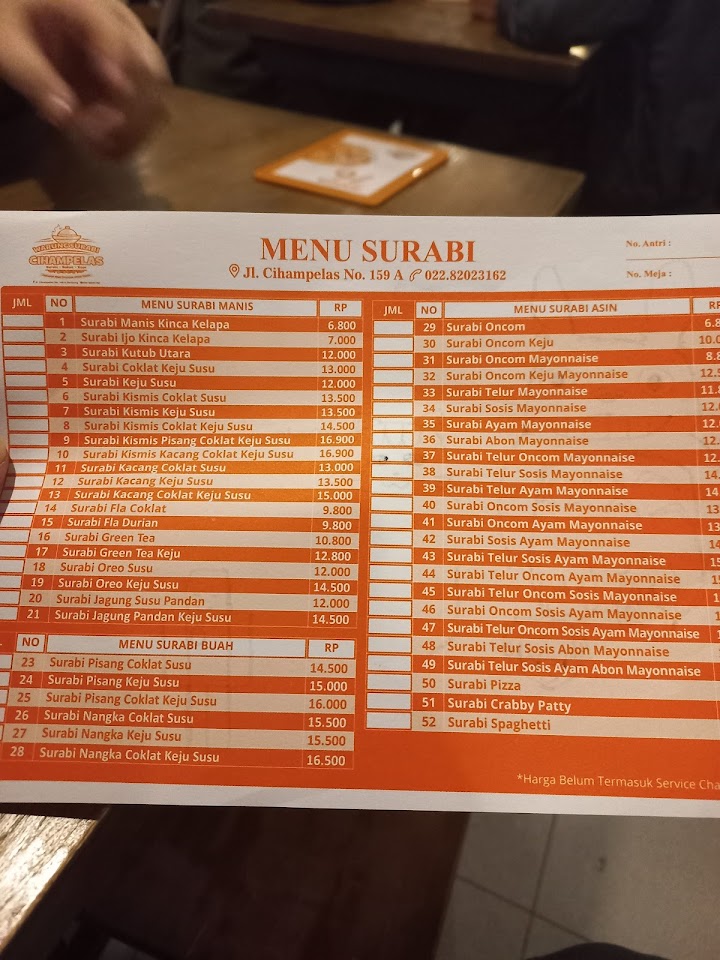 WARUNG SURABI
CIHAMPELAS
MENU SURABI
Jl. Cihampelas No. 159 A 022.82023162
No. Antri :
No. Meja :
JML NO MENU SURABI MANIS RP
1 Surabi Manis Kinca Kelapa 6.800
2 Surabi Ijo Kinca Kelapa 7.000
3 Surabi Kutub Utara 12.000
4 Surabi Coklat Keju Susu 13.000
5 Surabi Keju Susu 12.000
6 Surabi Kismis Coklat Susu 13.500
7 Surabi Kismis Keju Susu 13.500
8 Surabi Kismis Coklat Keju Susu 14.500
9 Surabi Kismis Pisang Coklat Keju Susu 16.900
10 Surabi Kismis Kacang Coklat Keju Susu 16.900
11 Surabi Kacang Coklat Susu 13.000
12 Surabi Kacang Keju Susu 13.500
13 Surabi Kacang Coklat Keju Susu 15.000
14 Surabi Fla Coklat 9.800
15 Surabi Fla Durian 9.800
16 Surabi Green Tea 10.800
17 Surabi Green Tea Keju 12.800
18 Surabi Oreo Susu 12.000
19 Surabi Oreo Keju Susu 14.500
20 Surabi Jagung Susu Pandan 12.000
21 Surabi Jagung Pandan Keju Susu 14.500
NO MENU SURABI BUAH RP
23 Surabi Pisang Coklat Susu 14.500
24 Surabi Pisang Keju Susu 15.000
25 Surabi Pisang Coklat Keju Susu 16.000
26 Surabi Nangka Coklat Susu 15.500
27 Surabi Nangka Keju Susu 15.500
28 Surabi Nangka Coklat Keju Susu 16.500
JML NO MENU SURABI ASIN RP
29 Surabi Oncom
30 Surabi Oncom Keju
31 Surabi Oncom Mayonnaise
32 Surabi Oncom Keju Mayonnaise
33 Surabi Telur Mayonnaise
34 Surabi Sosis Mayonnaise
35 Surabi Ayam Mayonnaise
36 Surabi Abon Mayonnaise
37 Surabi Telur Oncom Mayonnaise
38 Surabi Telur Sosis Mayonnaise
39 Surabi Telur Ayam Mayonnaise
40 Surabi Oncom Sosis Mayonnaise
41 Surabi Oncom Ayam Mayonnaise
42 Surabi Sosis Ayam Mayonnaise
43 Surabi Telur Sosis Ayam Mayonnaise
44 Surabi Telur Oncom Ayam Mayonnaise
45 Surabi Telur Oncom Sosis Mayonnaise
46 Surabi Oncom Sosis Ayam Mayonnaise
47 Surabi Telur Oncom Sosis Ayam Mayonnaise
48 Surabi Telur Sosis Abon Mayonnaise
49 Surabi Telur Sosis Ayam Abon Mayonnaise
50 Surabi Pizza
51 Surabi Crabby Patty
52 Surabi Spaghetti
*Harga Belum Termasuk Service Cha